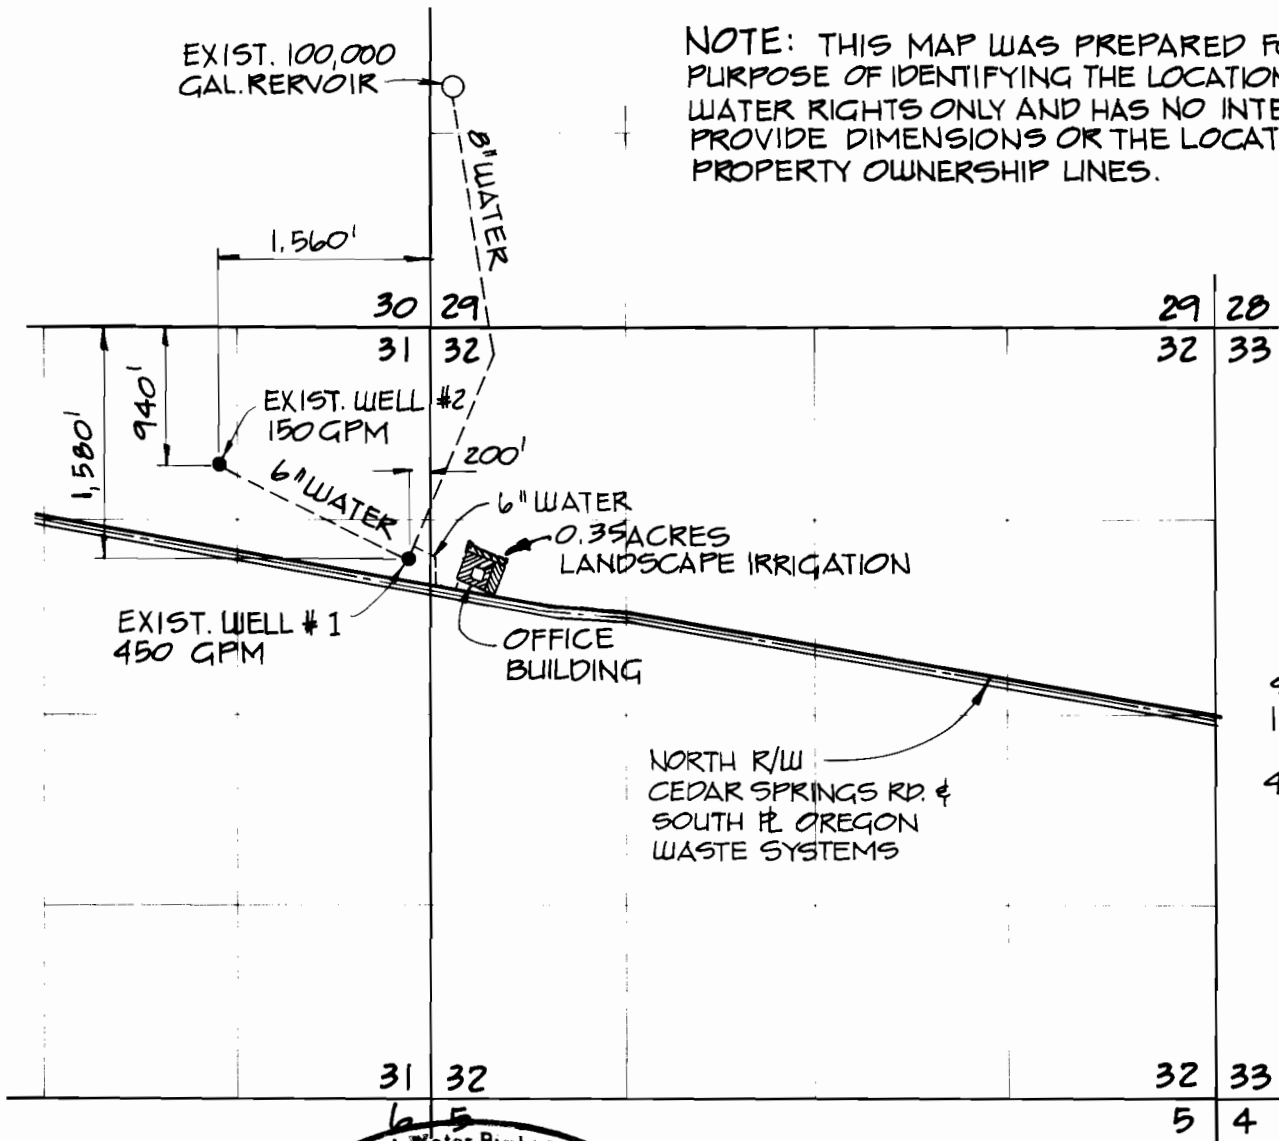 EXIST. 100,000
GAL. RERVOIR
NOTE: THIS MAP WAS PREPARED
PURPOSE OF IDENTIFYING THE LOCATION
WATER RIGHTS ONLY AND HAS NO
PROVIDE DIMENSIONS OR THE
PROPERTY OWNERSHIP LINES.
8" WATER
1,560'
30 29
29 28
31 32
32 33
1,580'
940'
EXIST. WELL #2
150 GPM
200'
6" WATER
6" WATER
0.35 ACRES
LANDSCAPE IRRIGATION
EXIST. WELL #1
450 GPM
OFFICE
BUILDING
NORTH R/W
CEDAR SPRINGS RD. &
SOUTH PL OREGON
WASTE SYSTEMS
31 32
32 33
6 5
5 4
Water